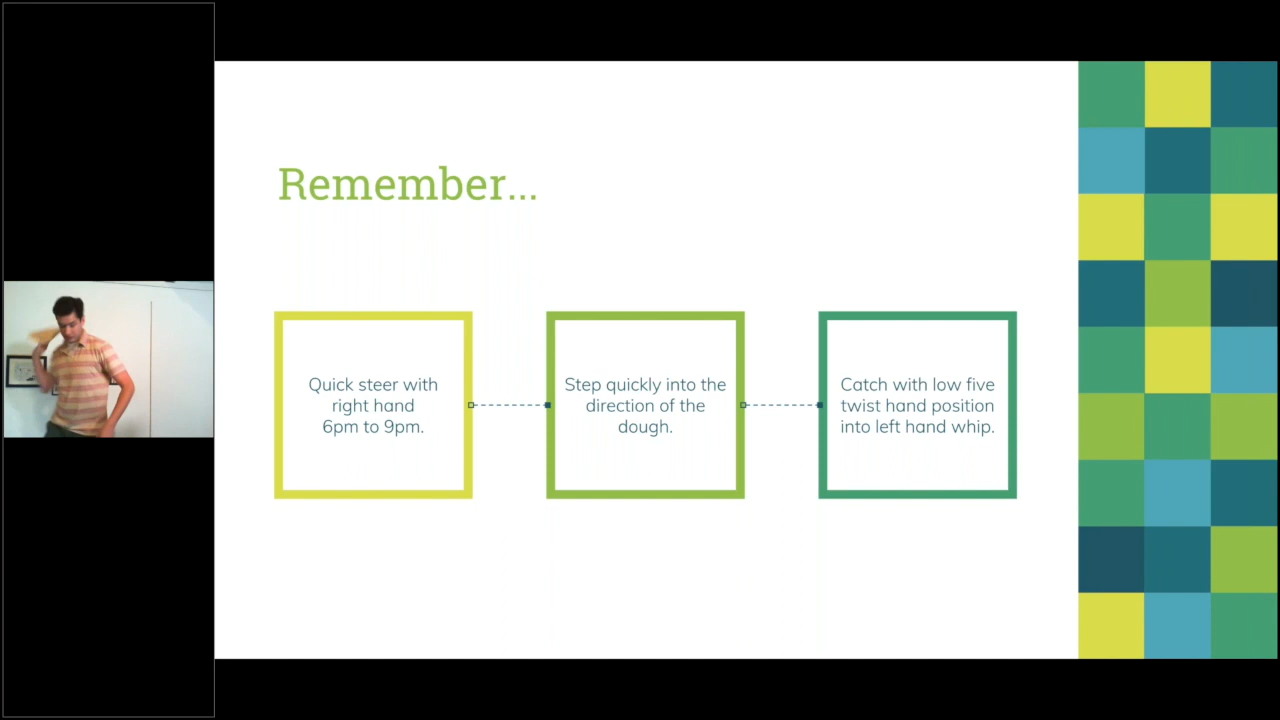 Remember...
Quick steer with
right hand
6pm to 9pm.
Step quickly into the
direction of the
dough.
Catch with low five
twist hand position
into left hand whip.